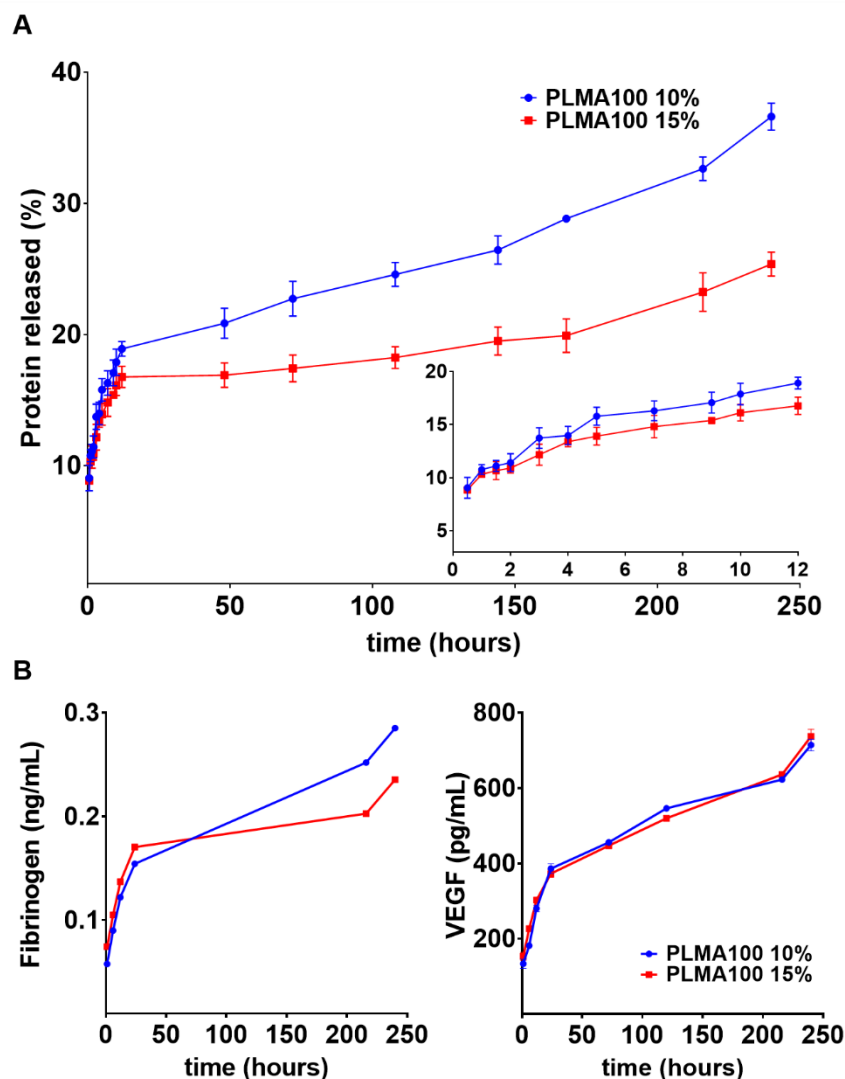 A
40
30
20
10
Protein released (%)
PLMA100 10%
PLMA100 15%
20
15
10
5
0 2 4 6 8 10 12
0 50 100 150 200 250
time (hours)
B
0.3
0.2
0.1
Fibrinogen (ng/mL)
0 50 100 150 200 250
time (hours)
800
600
400
200
VEGF (pg/mL)
PLMA100 10%
PLMA100 15%
0 50 100 150 200 250
time (hours)